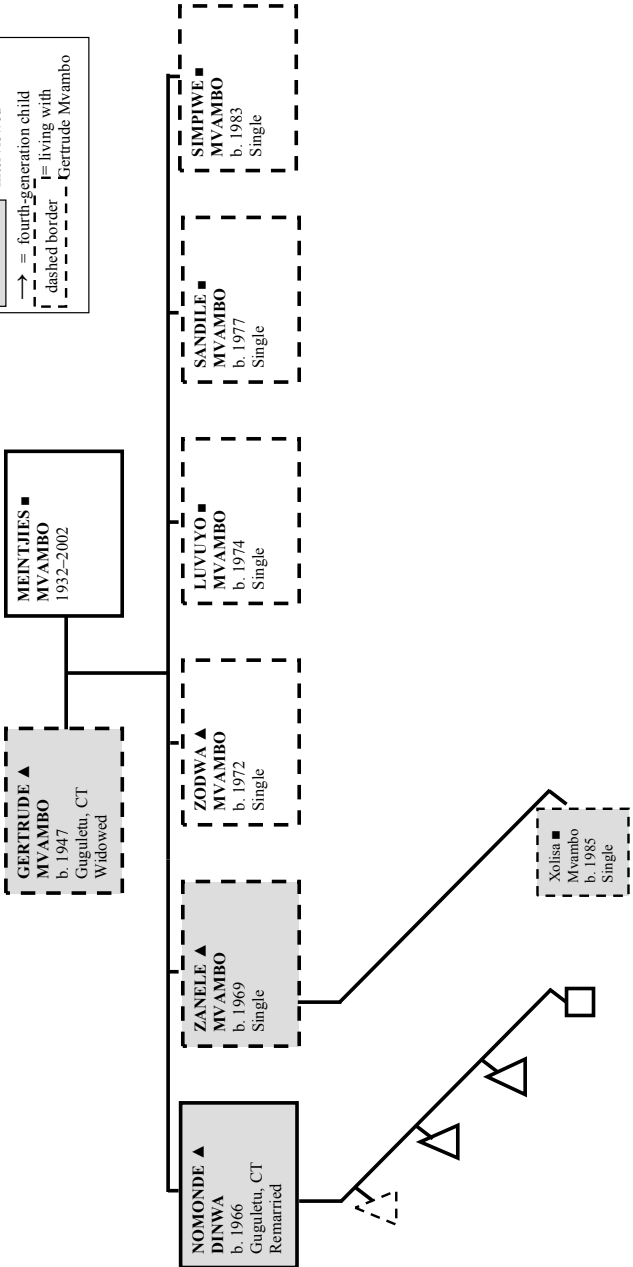 = fourth-generation child
dashed border
= living with
Gertrude Mvambo
GERTRUDE ▲
MVAMBO
b. 1947
Guguletu, CT
Widowed
MEINTJIES ■
MVAMBO
1932–2002
NOMONDE ▲
DINWA
b. 1966
Guguletu, CT
Remarried
ZANELE ▲
MVAMBO
b. 1969
Single
ZODWA ▲
MVAMBO
b. 1972
Single
LUVUYO ■
MVAMBO
b. 1974
Single
SANDILE ■
MVAMBO
b. 1977
Single
SIMPIWE ■
MVAMBO
b. 1983
Single
Xolisa ■
Mvambo
b. 1985
Single